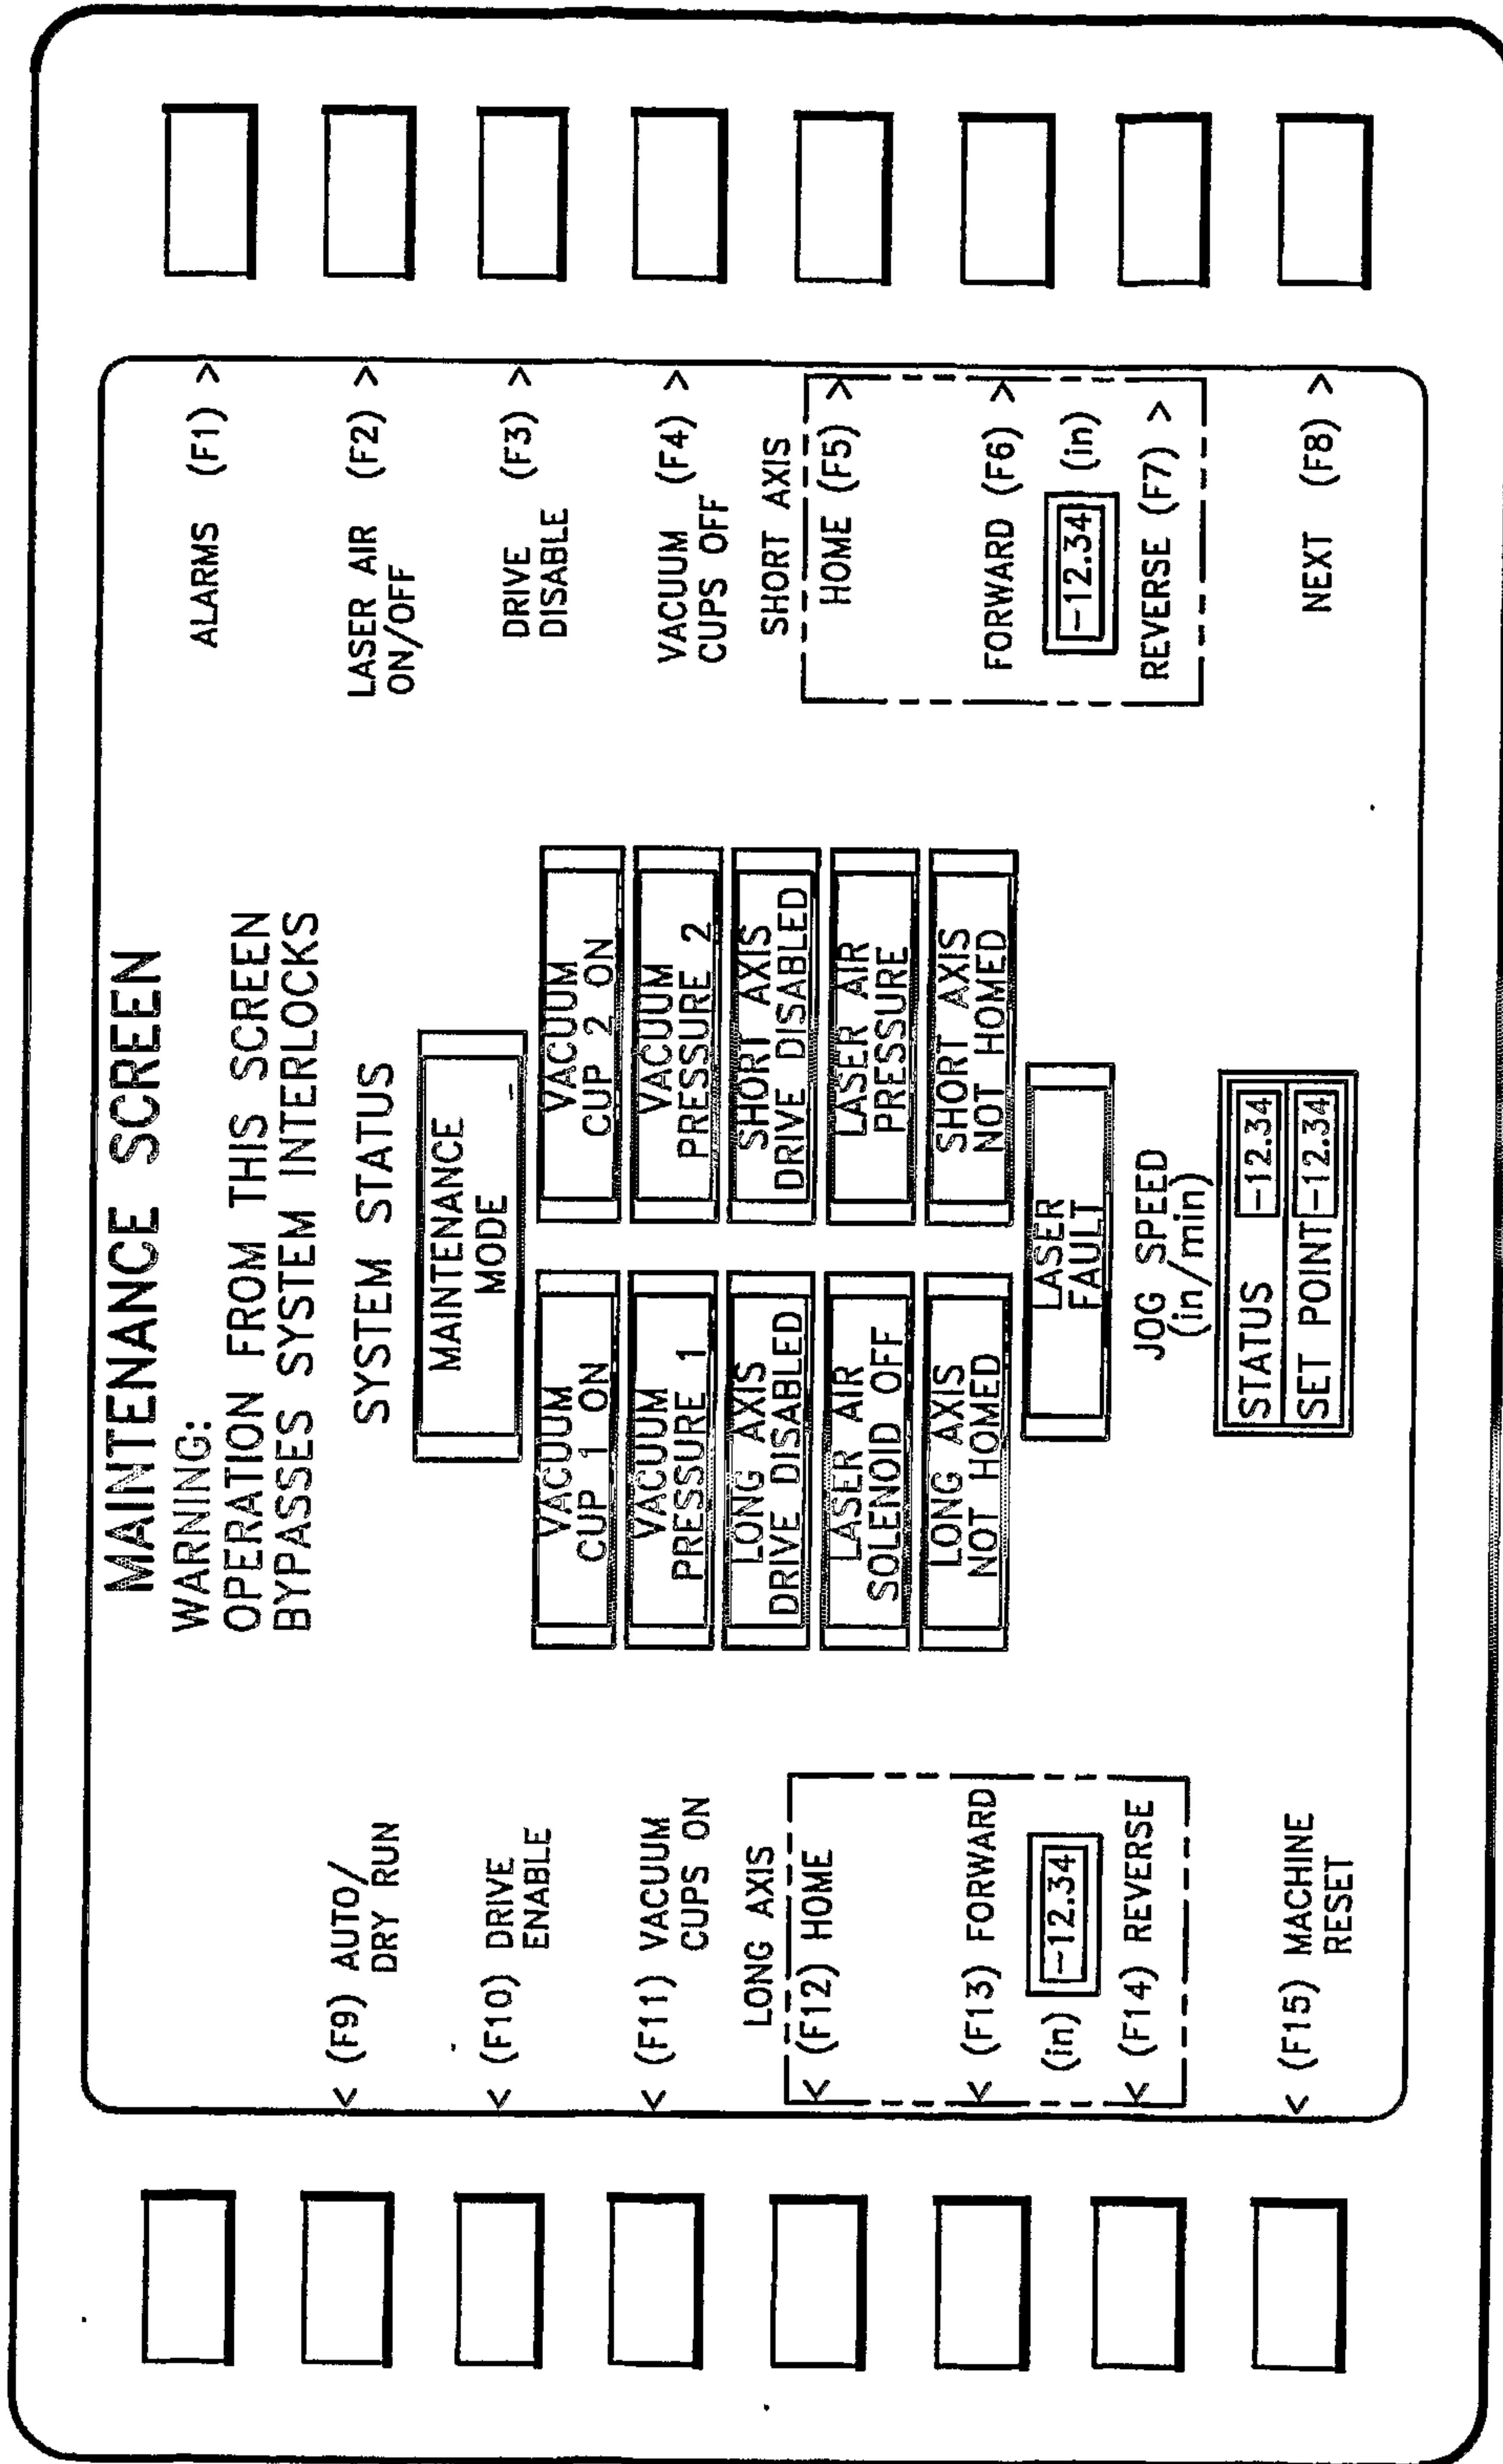 MAINTENANCE SCREEN
WARNING:
OPERATION FROM THIS SCREEN
BYPASSES SYSTEM INTERLOCKS
SYSTEM STATUS
MAINTENANCE
MODE
VACUUM
CUP 1 ON
VACUUM
CUP 2 ON
VACUUM
PRESSURE 1
VACUUM
PRESSURE 2
LONG AXIS
DRIVE DISABLED
SHORT AXIS
DRIVE DISABLED
LASER AIR
SOLENOID OFF
LASER AIR
PRESSURE
LONG AXIS
NOT HOMED
SHORT AXIS
NOT HOMED
LASER
FAULT
JOG SPEED
(in/min)
STATUS -12.34
SET POINT -12.34
< (F9) AUTO/
DRY RUN
< (F10) DRIVE
ENABLE
< (F11) VACUUM
CUPS ON
LONG AXIS
< (F12) HOME
< (F13) FORWARD
(in) -12.34
< (F14) REVERSE
< (F15) MACHINE
RESET
ALARMS (F1) >
LASER AIR (F2) >
ON/OFF
DRIVE (F3) >
DISABLE
VACUUM (F4) >
CUPS OFF
SHORT AXIS
HOME (F5) >
FORWARD (F6) >
-12.34 (in)
REVERSE (F7) >
NEXT (F8) >